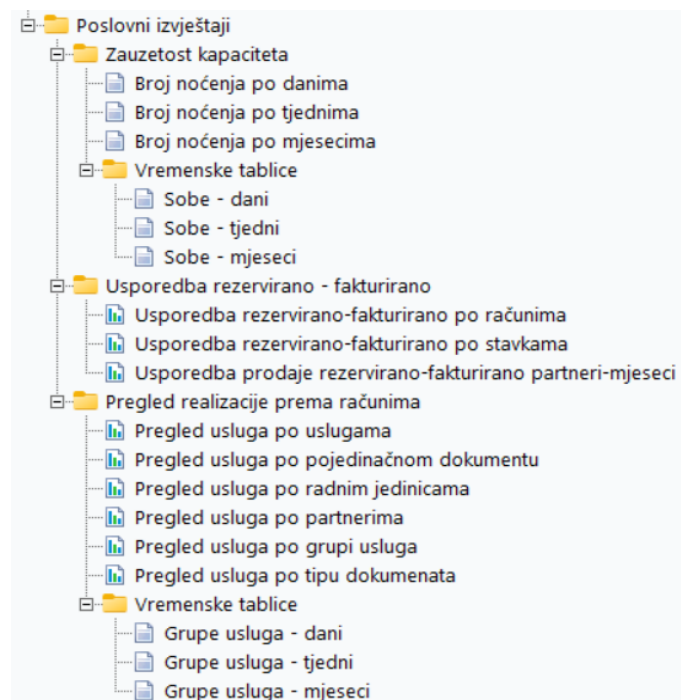 Poslovni izvještaji
Zauzetost kapaciteta
Broj noćenja po danima
Broj noćenja po tjednima
Broj noćenja po mjesecima
Vremenske tablice
Sobe - dani
Sobe - tjedni
Sobe - mjeseci
Usporedba rezervirano - fakturirano
Usporedba rezervirano-fakturirano po računima
Usporedba rezervirano-fakturirano po stavkama
Usporedba prodaje rezervirano-fakturirano partneri-mjeseci
Pregled realizacije prema računima
Pregled usluga po uslugama
Pregled usluga po pojedinačnom dokumentu
Pregled usluga po radnim jedinicama
Pregled usluga po partnerima
Pregled usluga po grupi usluga
Pregled usluga po tipu dokumenata
Vremenske tablice
Grupe usluga - dani
Grupe usluga - tjedni
Grupe usluga - mjeseci